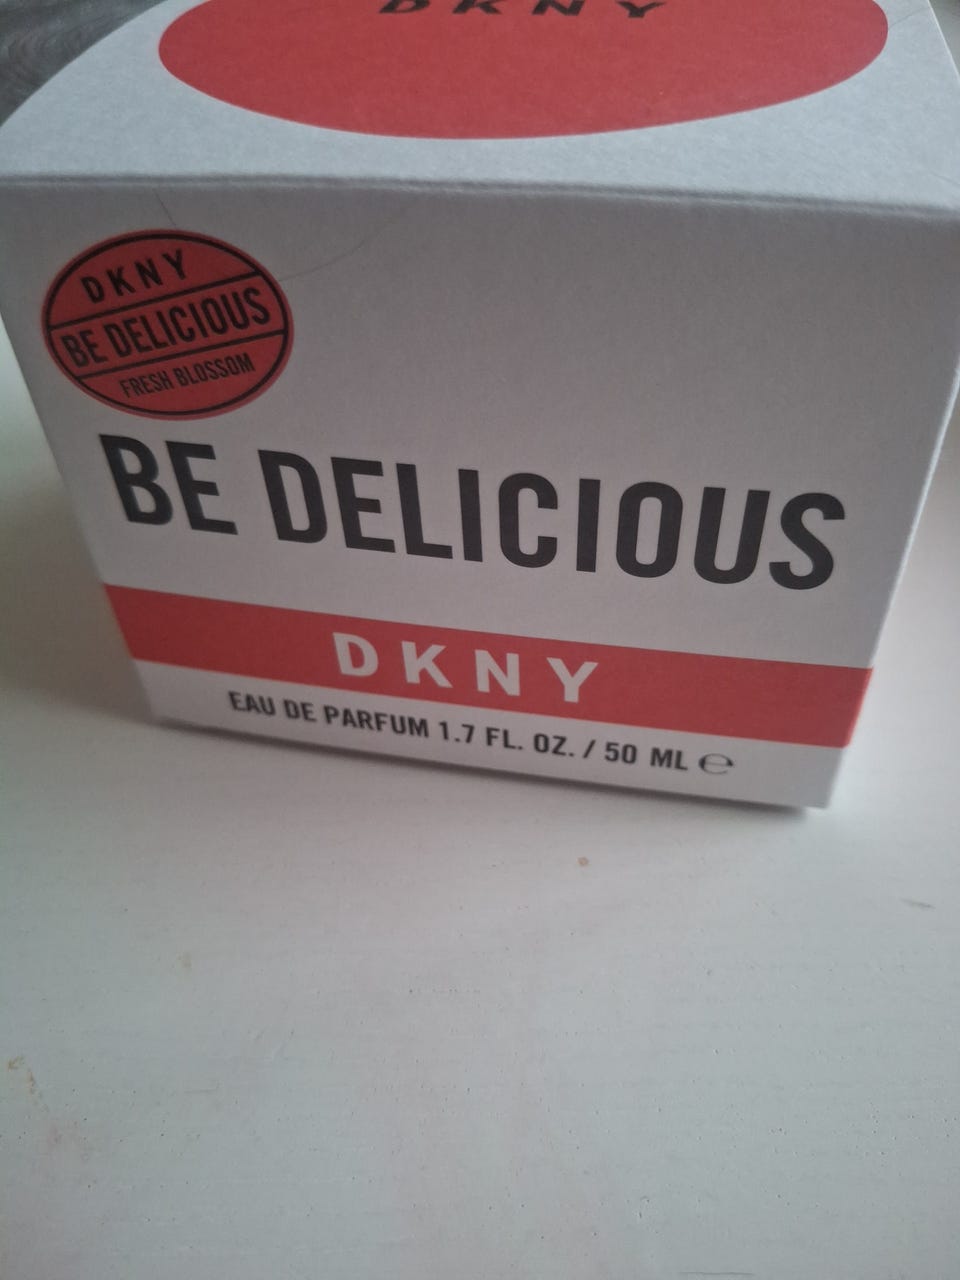 DKNY
DKNY
BE DELICIOUS
FRESH BLOSSOM
BE DELICIOUS
DKNY
EAU DE PARFUM 1.7 FL. OZ. / 50 ML ℮